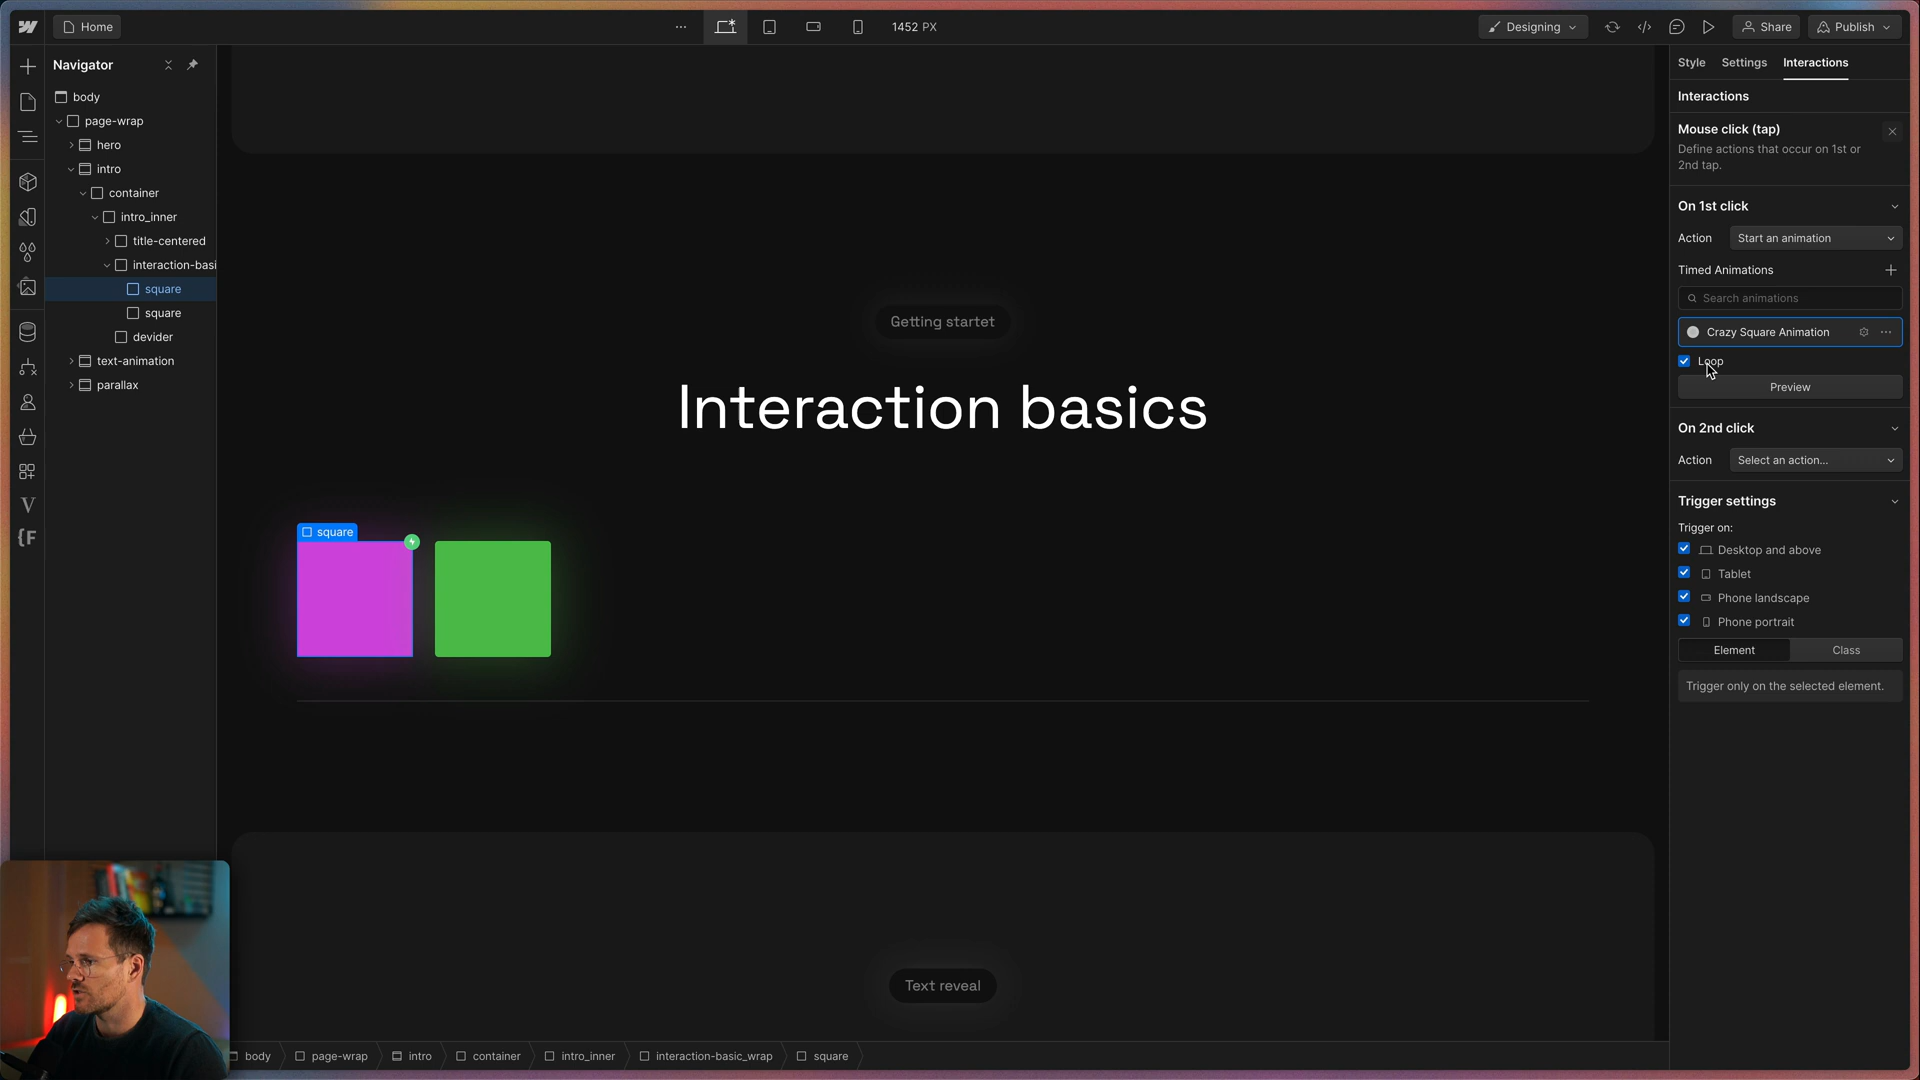 Home
1452 PX
Designing
Share
Publish
Navigator
body
page-wrap
hero
intro
container
intro_inner
title-centered
interaction-basi
square
square
devider
text-animation
parallax
Getting startet
Interaction basics
square
Text reveal
body
page-wrap
intro
container
intro_inner
interaction-basic_wrap
square
Style
Settings
Interactions
Interactions
Mouse click (tap)
Define actions that occur on 1st or
2nd tap.
On 1st click
Action
Start an animation
Timed Animations
Search animations
Crazy Square Animation
Loop
Preview
On 2nd click
Action
Select an action...
Trigger settings
Trigger on:
Desktop and above
Tablet
Phone landscape
Phone portrait
Element
Class
Trigger only on the selected element.